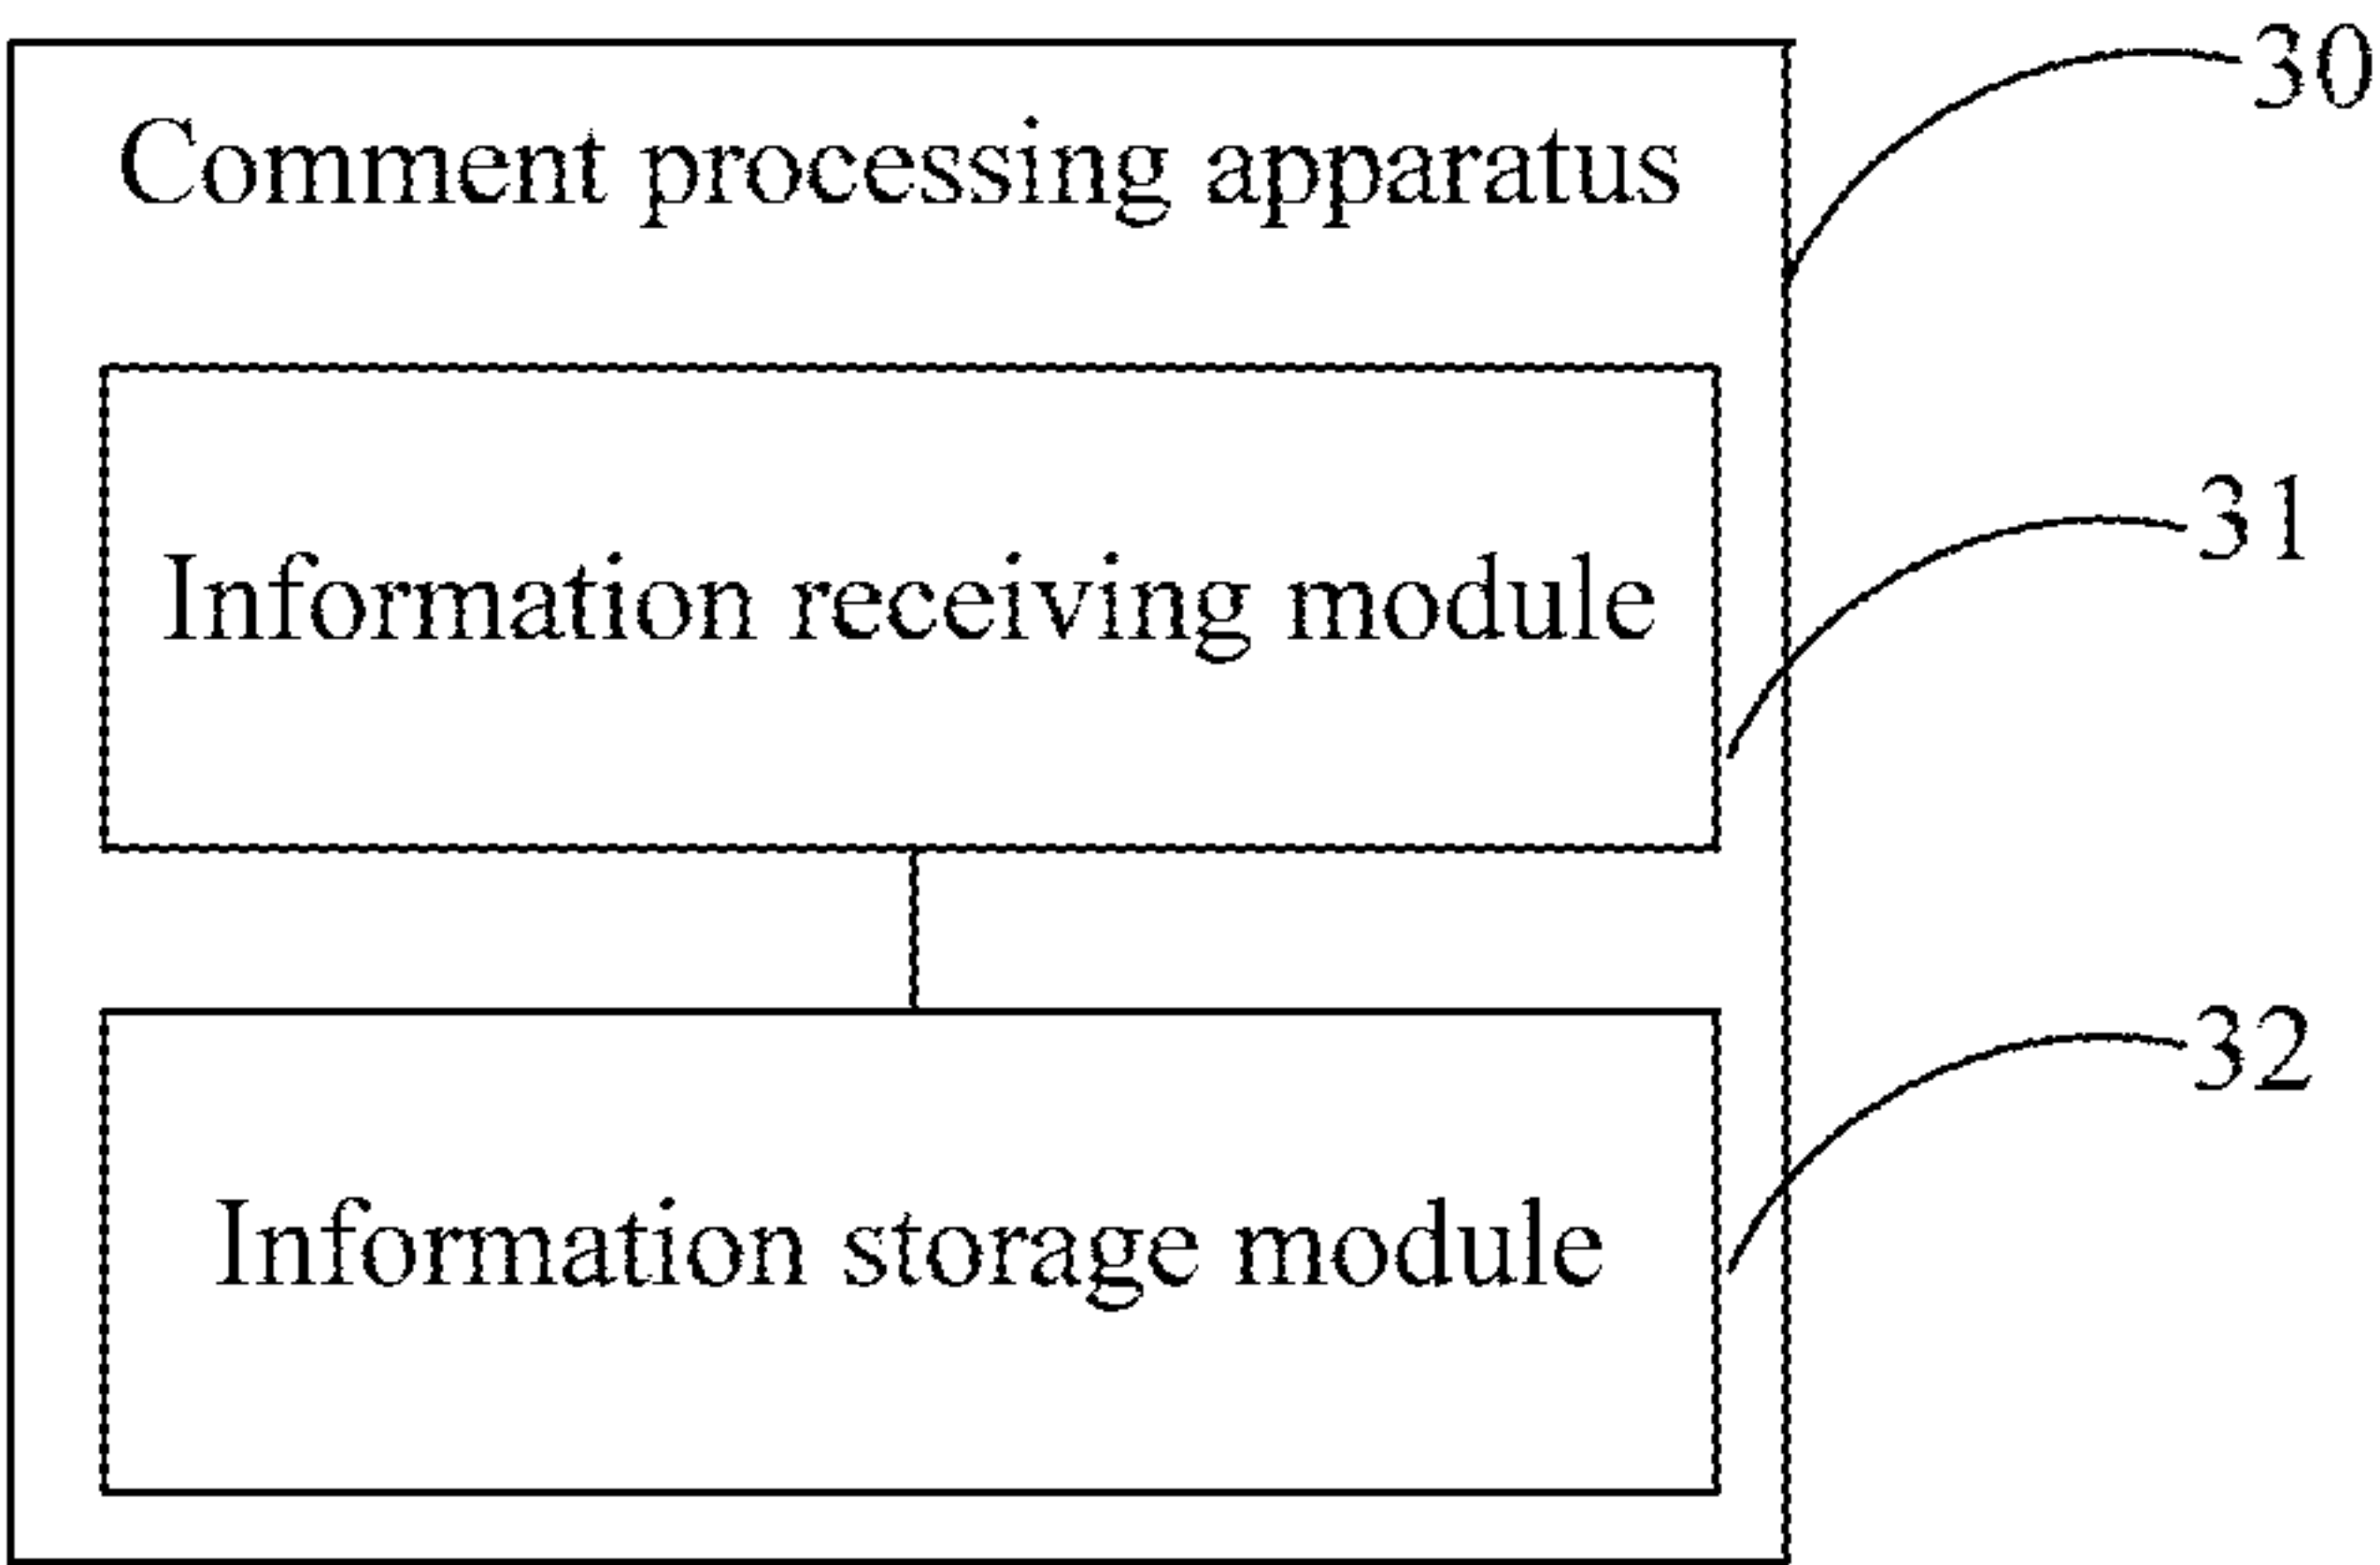 30
Comment processing apparatus
31
Information receiving module
32
Information storage module